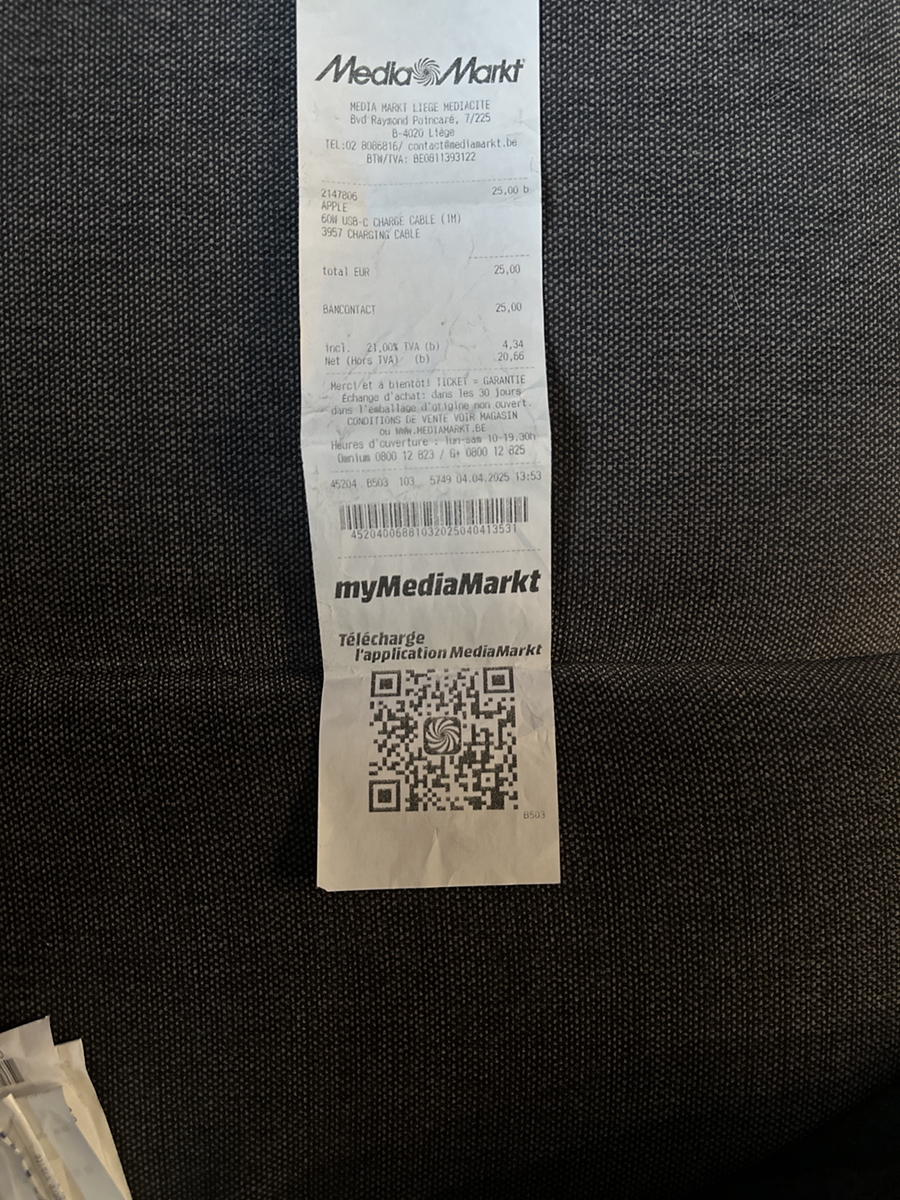 Media Markt
MEDIA MARKT LIEGE MEDIACITE
Bvd Raymond Poincaré, 7/225
B-4020 Liège
TEL:02 8086816/ contact@mediamarkt.be
BTW/TVA: BE0811393122
2147806 25,00 b
APPLE
60W USB-C CHARGE CABLE (1M)
3957 CHARGING CABLE
total EUR 25,00
BANCONTACT 25,00
incl. 21,00% TVA (b) 4,34
Net (Hors TVA) (b) 20,66
Merci et à bientôt! TICKET = GARANTIE
Échange d'achat: dans les 30 jours
dans l'emballage d'origine non ouvert.
CONDITIONS DE VENTE VOIR MAGASIN
ou WWW.MEDIAMARKT.BE
Heures d'ouverture : lun-sam 10-19.30h
Omnium 0800 12 823 / G+ 0800 12 825
45204 B503 103 5749 04.04.2025 13:53
45204006881032025040413531
myMediaMarkt
Télécharge
l'application MediaMarkt
B503